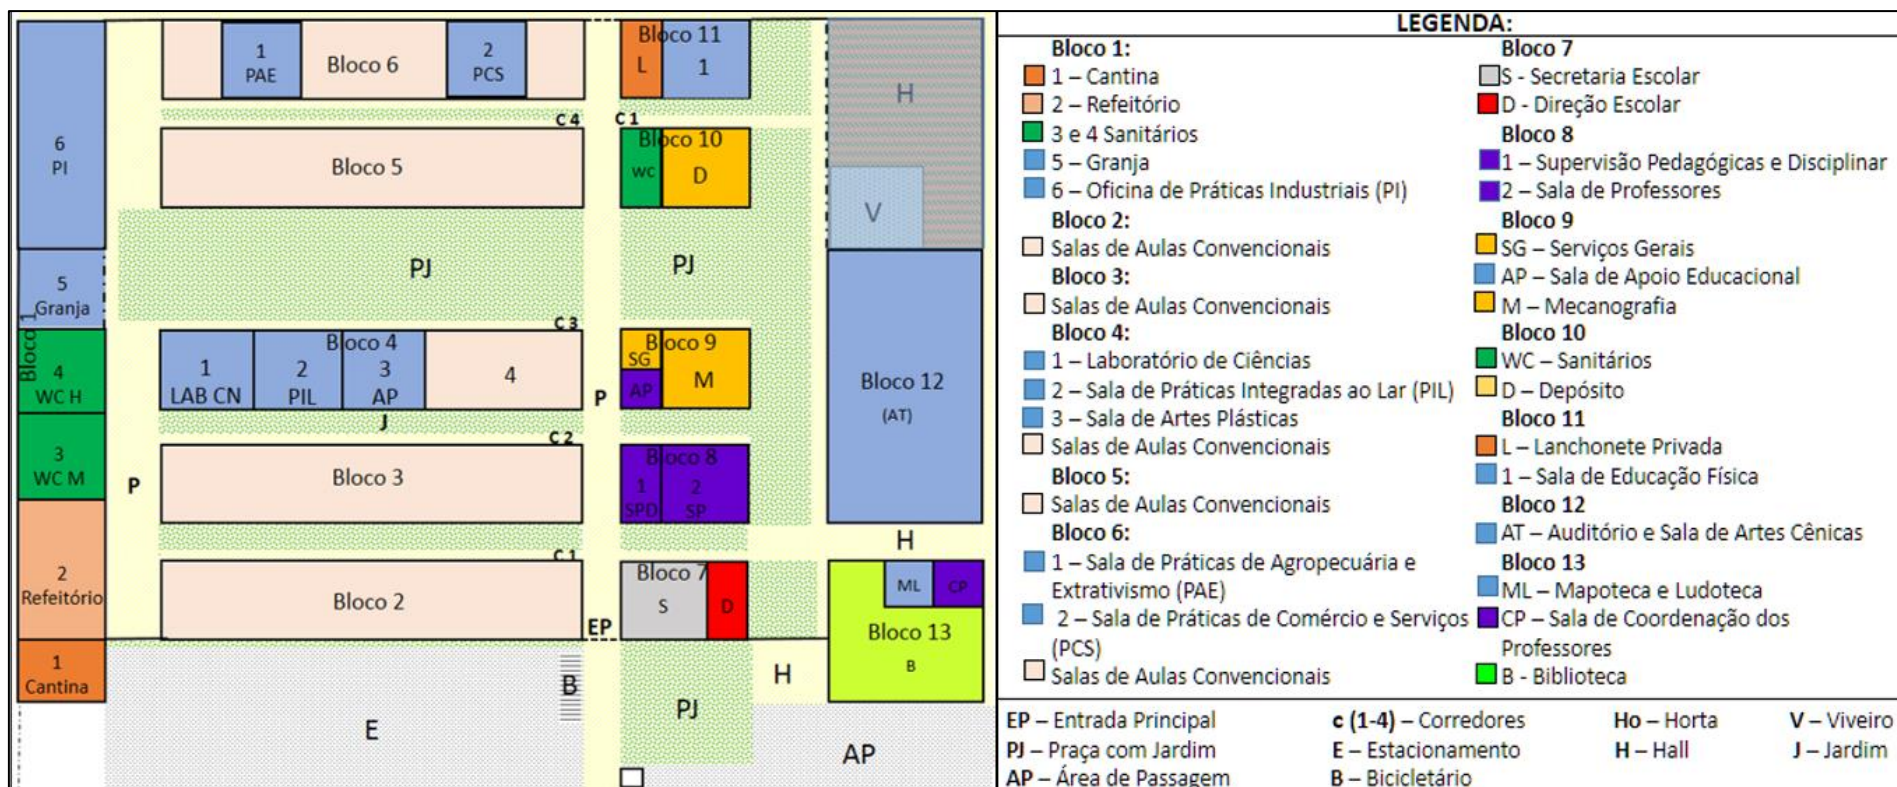 Bloco 6
1
PAE
2
PCS
Bloco 11
L
1
H
C 4
C 1
6
PI
Bloco 5
Bloco 10
WC
D
V
PJ
PJ
5
Granja
Bloco 1
C 3
4
WC H
Bloco 4
1
LAB CN
2
PIL
3
AP
4
P
Bloco 9
SG
AP
M
Bloco 12
(AT)
J
C 2
3
WC M
P
Bloco 3
Bloco 8
1
SPD
2
SP
H
C 1
2
Refeitório
Bloco 2
Bloco 7
S
D
ML
CP
EP
Bloco 13
B
1
Cantina
B
H
PJ
E
AP
LEGENDA:
Bloco 1:
1 – Cantina
2 – Refeitório
3 e 4 Sanitários
5 – Granja
6 – Oficina de Práticas Industriais (PI)
Bloco 2:
Salas de Aulas Convencionais
Bloco 3:
Salas de Aulas Convencionais
Bloco 4:
1 – Laboratório de Ciências
2 – Sala de Práticas Integradas ao Lar (PIL)
3 – Sala de Artes Plásticas
Salas de Aulas Convencionais
Bloco 5:
Salas de Aulas Convencionais
Bloco 6:
1 – Sala de Práticas de Agropecuária e
Extrativismo (PAE)
2 – Sala de Práticas de Comércio e Serviços
(PCS)
Salas de Aulas Convencionais
Bloco 7
S - Secretaria Escolar
D - Direção Escolar
Bloco 8
1 – Supervisão Pedagógicas e Disciplinar
2 – Sala de Professores
Bloco 9
SG – Serviços Gerais
AP – Sala de Apoio Educacional
M – Mecanografia
Bloco 10
WC – Sanitários
D – Depósito
Bloco 11
L – Lanchonete Privada
1 – Sala de Educação Física
Bloco 12
AT – Auditório e Sala de Artes Cênicas
Bloco 13
ML – Mapoteca e Ludoteca
CP – Sala de Coordenação dos
Professores
B - Biblioteca
EP – Entrada Principal
c (1-4) – Corredores
Ho – Horta
V – Viveiro
PJ – Praça com Jardim
E – Estacionamento
H – Hall
J – Jardim
AP – Área de Passagem
B – Bicicletário